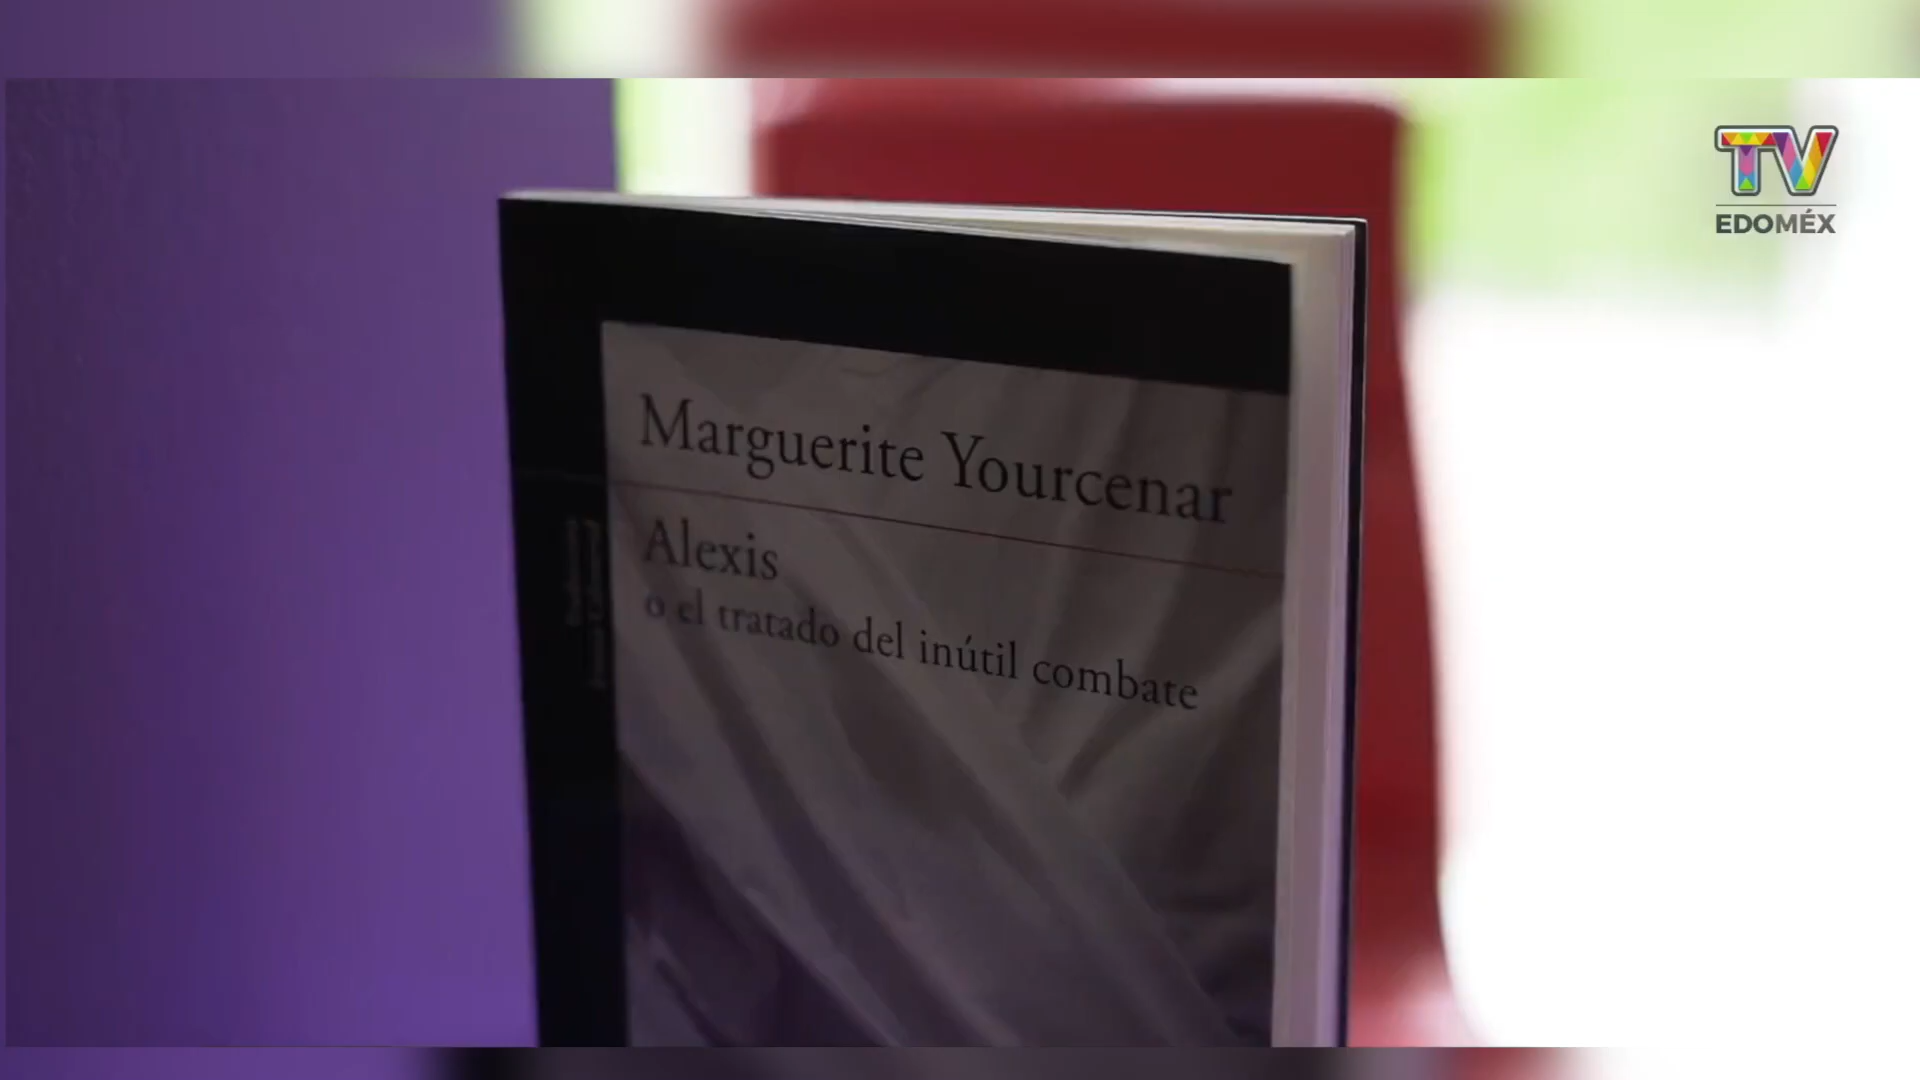 TV
EDOMÉX
Marguerite Yourcenar
Alexis
o el tratado del inútil combate